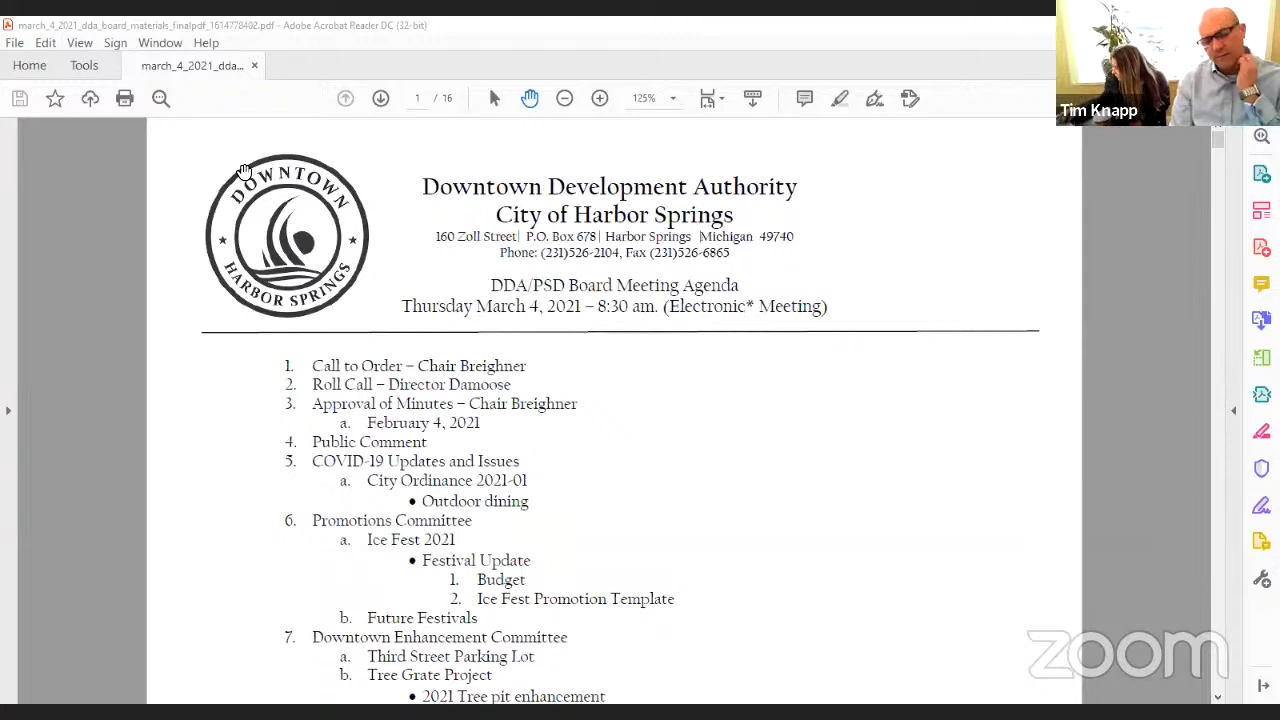 march_4_2021_dda_board_materials_finalpdf_1614778402.pdf - Adobe Acrobat Reader DC (32-bit)
File Edit View Sign Window Help
Home Tools march_4_2021_dda... ×
1 / 16 125%
Tim Knapp
DOWNTOWN
HARBOR SPRINGS
Downtown Development Authority
City of Harbor Springs
160 Zoll Street| P.O. Box 678| Harbor Springs Michigan 49740
Phone: (231)526-2104, Fax (231)526-6865
DDA/PSD Board Meeting Agenda
Thursday March 4, 2021 – 8:30 am. (Electronic* Meeting)
1. Call to Order – Chair Breighner
2. Roll Call – Director Damoose
3. Approval of Minutes – Chair Breighner
a. February 4, 2021
4. Public Comment
5. COVID-19 Updates and Issues
a. City Ordinance 2021-01
• Outdoor dining
6. Promotions Committee
a. Ice Fest 2021
• Festival Update
1. Budget
2. Ice Fest Promotion Template
b. Future Festivals
7. Downtown Enhancement Committee
a. Third Street Parking Lot
b. Tree Grate Project
• 2021 Tree pit enhancement
zoom